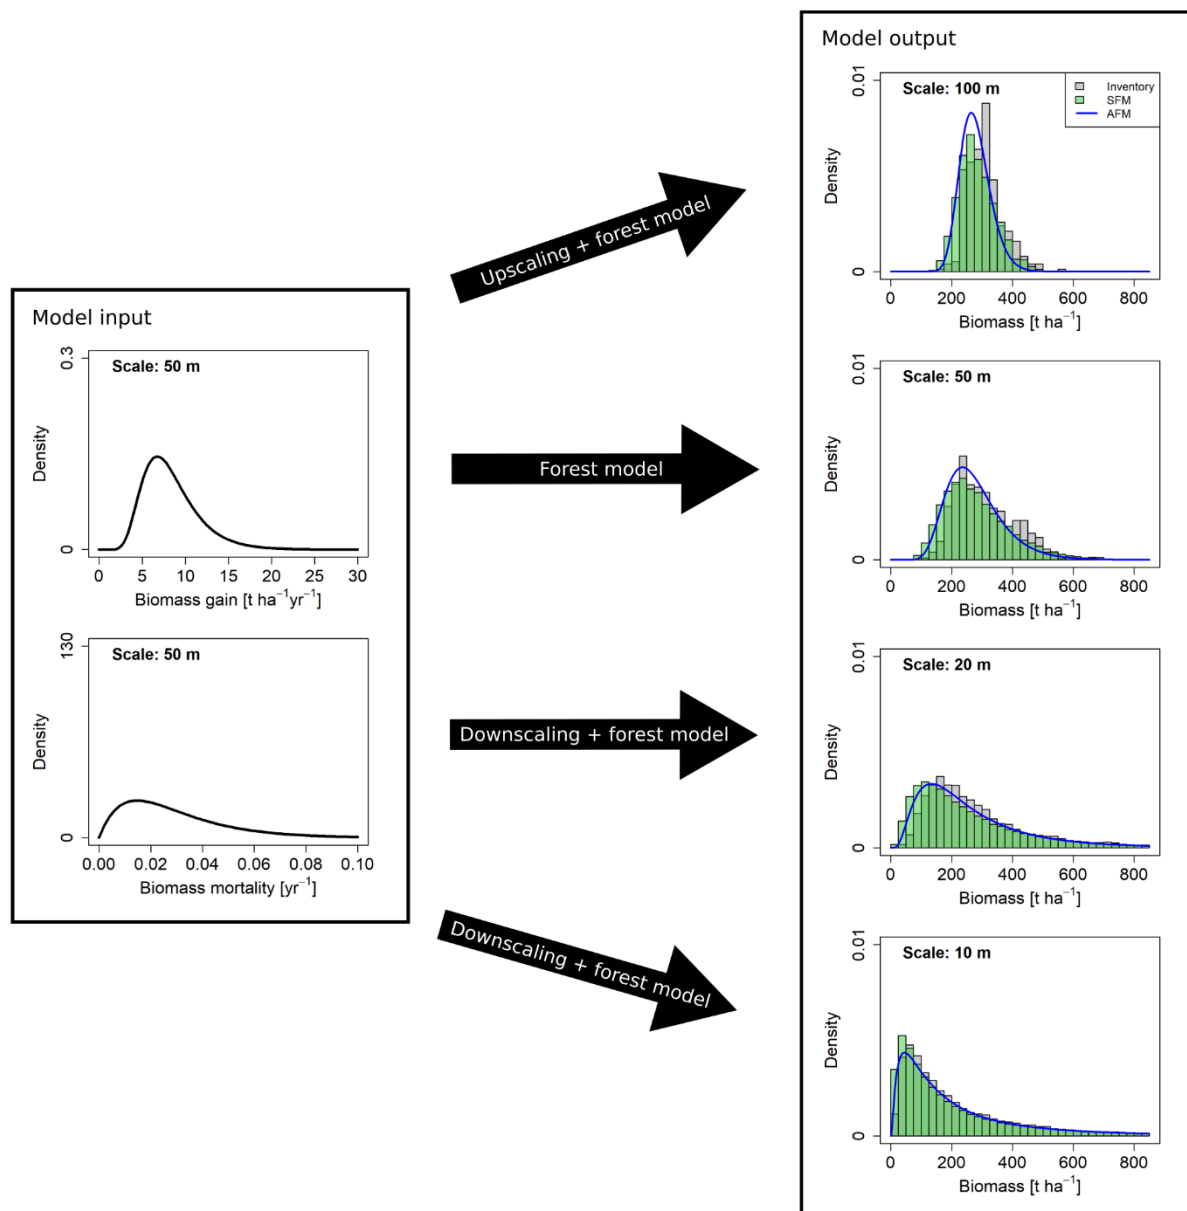 Model input
Scale: 50 m
0.3
0
Density
0 5 10 15 20 25 30
Biomass gain [t ha⁻¹yr⁻¹]
Scale: 50 m
130
0
Density
0.00 0.02 0.04 0.06 0.08 0.10
Biomass mortality [yr⁻¹]
Upscaling + forest model
Forest model
Downscaling + forest model
Downscaling + forest model
Model output
Scale: 100 m
Inventory
SFM
AFM
0.01
0
Density
0 200 400 600 800
Biomass [t ha⁻¹]
Scale: 50 m
0.01
0
Density
0 200 400 600 800
Biomass [t ha⁻¹]
Scale: 20 m
0.01
0
Density
0 200 400 600 800
Biomass [t ha⁻¹]
Scale: 10 m
0.01
0
Density
0 200 400 600 800
Biomass [t ha⁻¹]